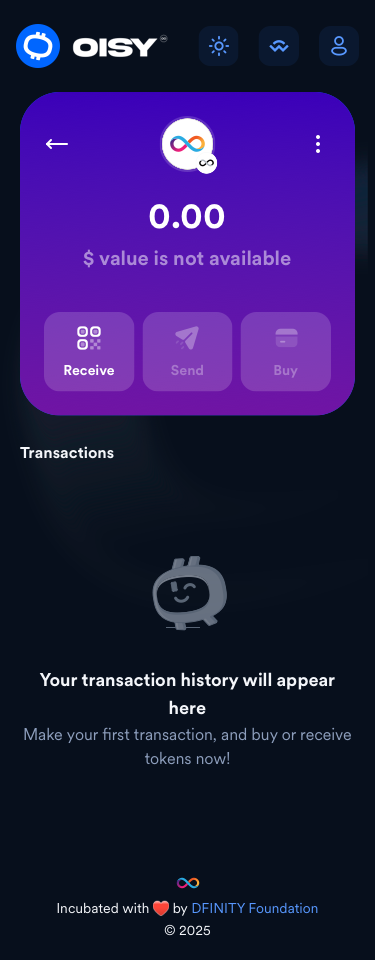 OISY
0.00
$ value is not available
Receive
Send
Buy
Transactions
Your transaction history will appear
here
Make your first transaction, and buy or receive
tokens now!
Incubated with ❤️ by DFINITY Foundation
© 2025